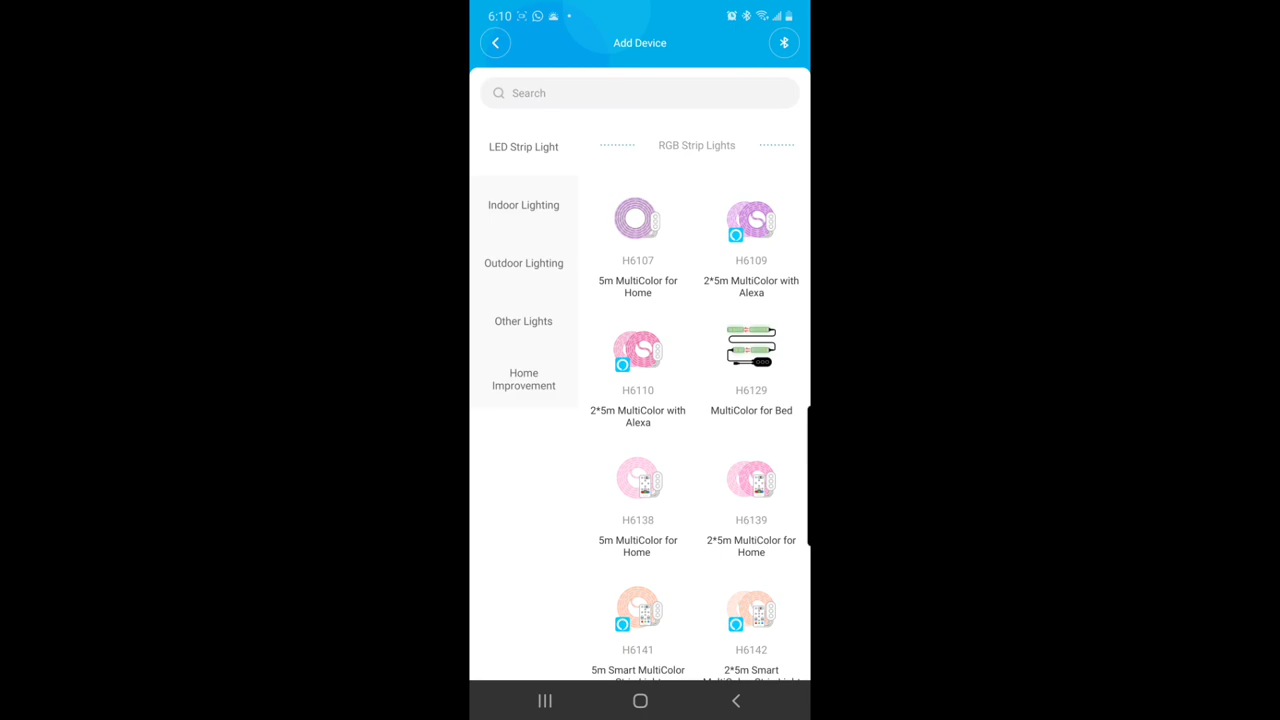 6:10
Add Device
Search
LED Strip Light
Indoor Lighting
Outdoor Lighting
Other Lights
Home
Improvement
RGB Strip Lights
H6107
5m MultiColor for
Home
H6109
2*5m MultiColor with
Alexa
H6110
2*5m MultiColor with
Alexa
H6129
MultiColor for Bed
H6138
5m MultiColor for
Home
H6139
2*5m MultiColor for
Home
H6141
5m Smart MultiColor
H6142
2*5m Smart